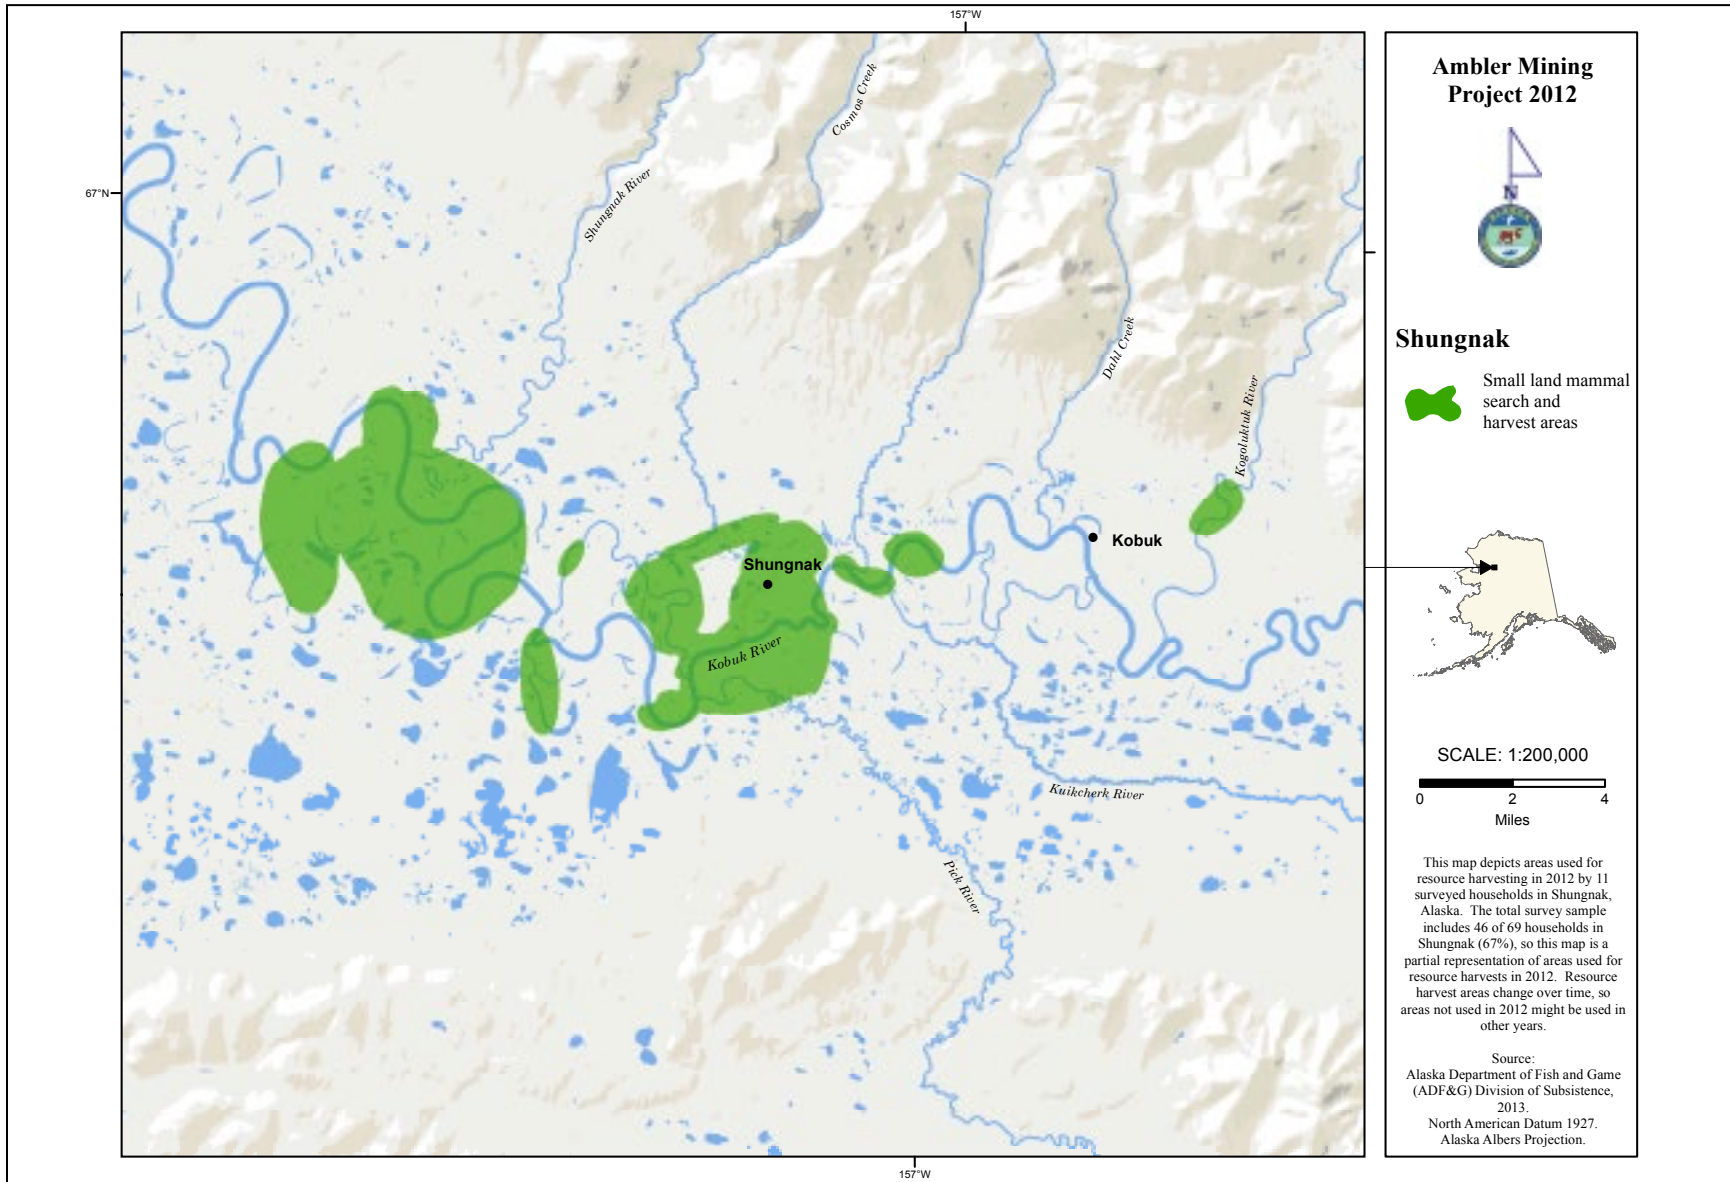 157°W
67°N
Cosmos Creek
Shungnak River
Dahl Creek
Kogoluktuk River
Kobuk
Shungnak
Kobuk River
Kuikcherk River
Pick River
157°W
Ambler Mining
Project 2012
N
Shungnak
Small land mammal
search and
harvest areas
SCALE: 1:200,000
0 2 4
Miles
This map depicts areas used for
resource harvesting in 2012 by 11
surveyed households in Shungnak,
Alaska. The total survey sample
includes 46 of 69 households in
Shungnak (67%), so this map is a
partial representation of areas used for
resource harvests in 2012. Resource
harvest areas change over time, so
areas not used in 2012 might be used in
other years.
Source:
Alaska Department of Fish and Game
(ADF&G) Division of Subsistence,
2013.
North American Datum 1927.
Alaska Albers Projection.